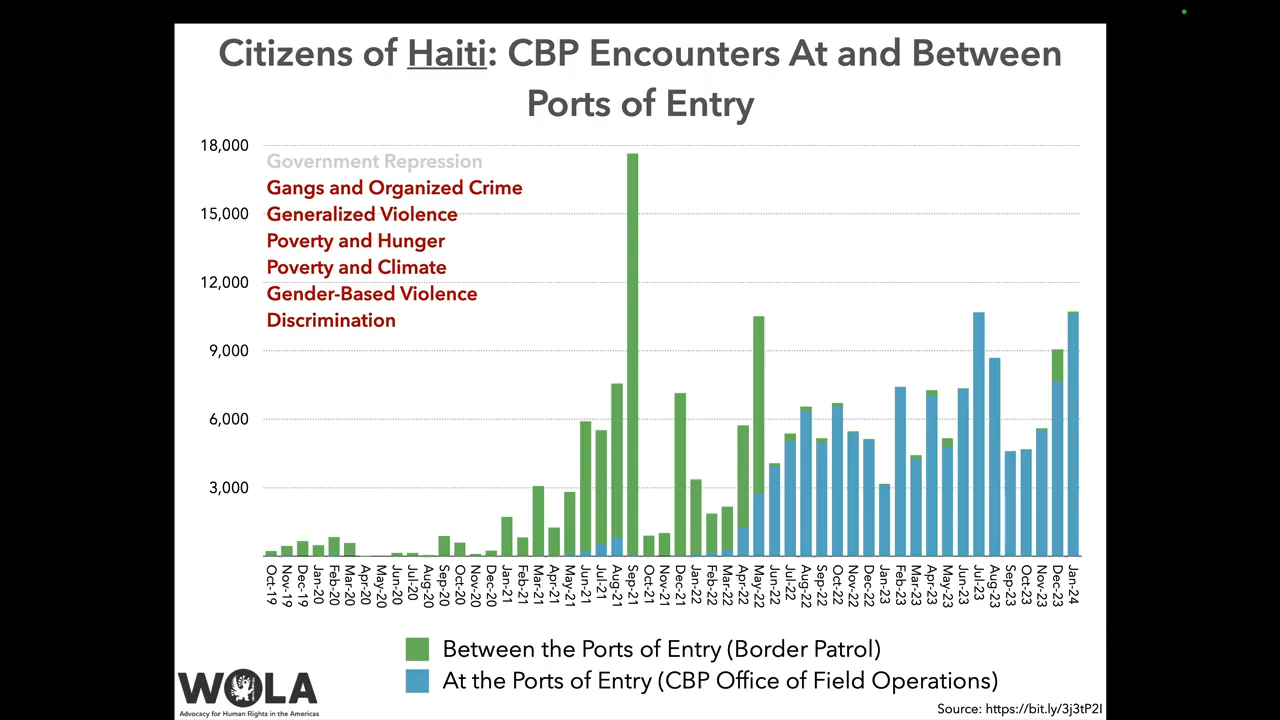 Citizens of Haiti: CBP Encounters At and Between
Ports of Entry
18,000
15,000
12,000
9,000
6,000
3,000
Government Repression
Gangs and Organized Crime
Generalized Violence
Poverty and Hunger
Poverty and Climate
Gender-Based Violence
Discrimination
Oct-19
Nov-19
Dec-19
Jan-20
Feb-20
Mar-20
Apr-20
May-20
Jun-20
Jul-20
Aug-20
Sep-20
Oct-20
Nov-20
Dec-20
Jan-21
Feb-21
Mar-21
Apr-21
May-21
Jun-21
Jul-21
Aug-21
Sep-21
Oct-21
Nov-21
Dec-21
Jan-22
Feb-22
Mar-22
Apr-22
May-22
Jun-22
Jul-22
Aug-22
Sep-22
Oct-22
Nov-22
Dec-22
Jan-23
Feb-23
Mar-23
Apr-23
May-23
Jun-23
Jul-23
Aug-23
Sep-23
Oct-23
Nov-23
Dec-23
Jan-24
Between the Ports of Entry (Border Patrol)
At the Ports of Entry (CBP Office of Field Operations)
WOLA
Advocacy for Human Rights in the Americas
Source: https://bit.ly/3j3tP2I